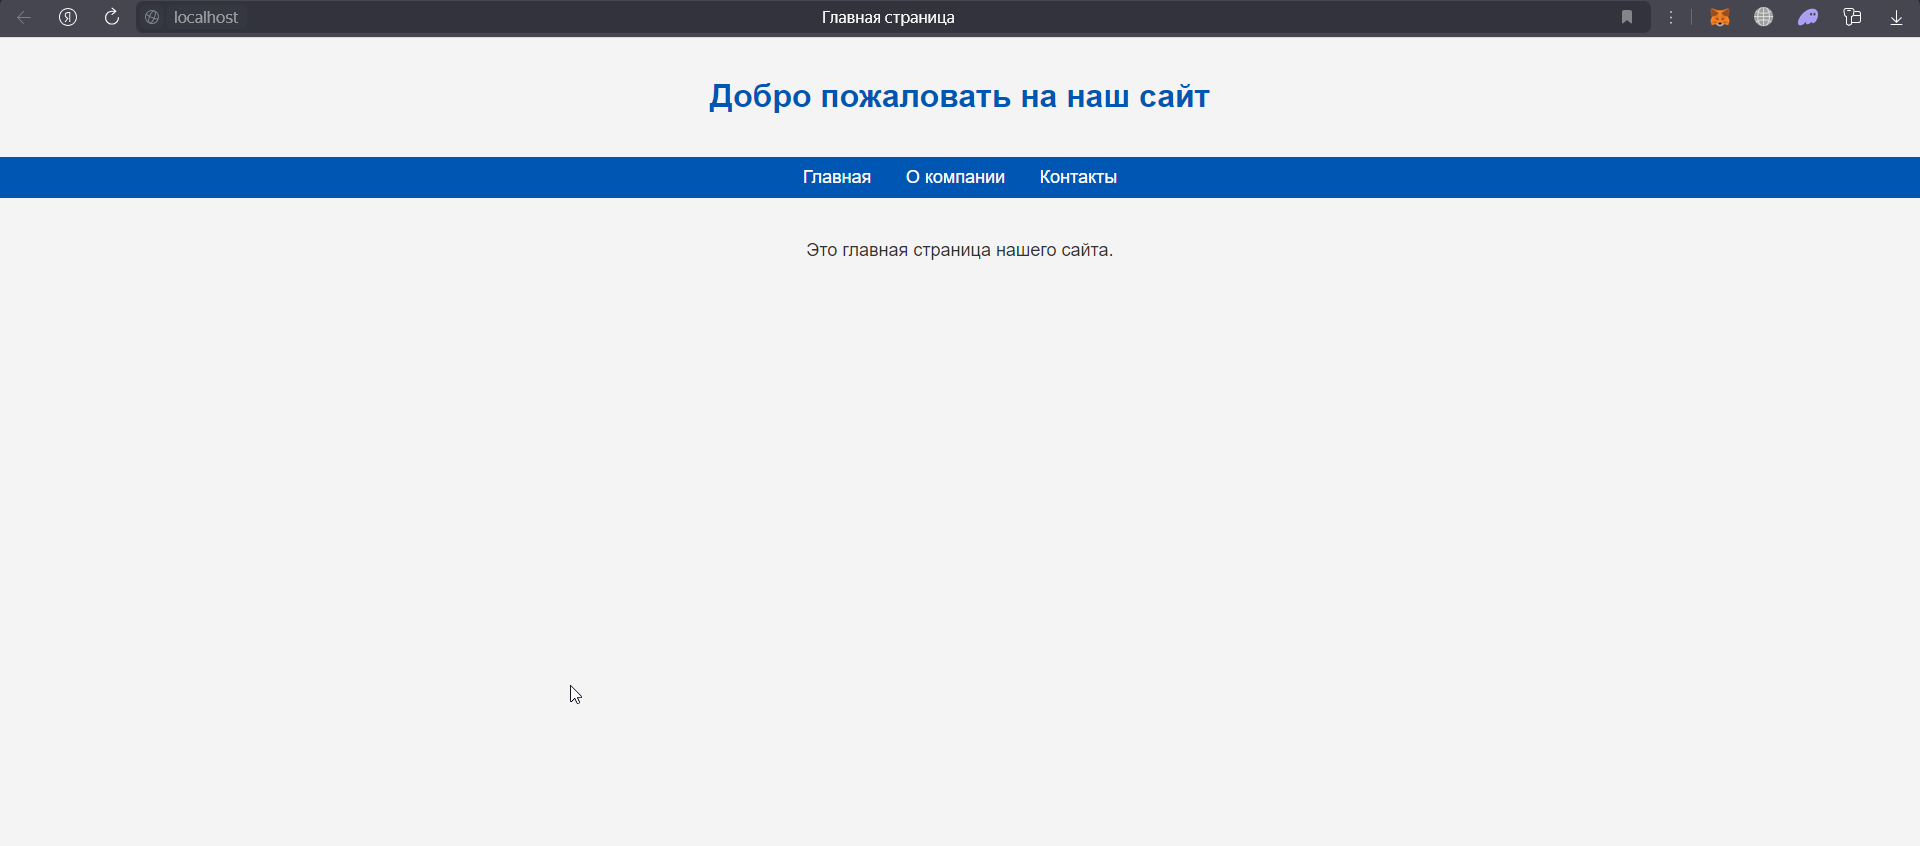 Я localhost Главная страница
Добро пожаловать на наш сайт
Главная О компании Контакты
Это главная страница нашего сайта.